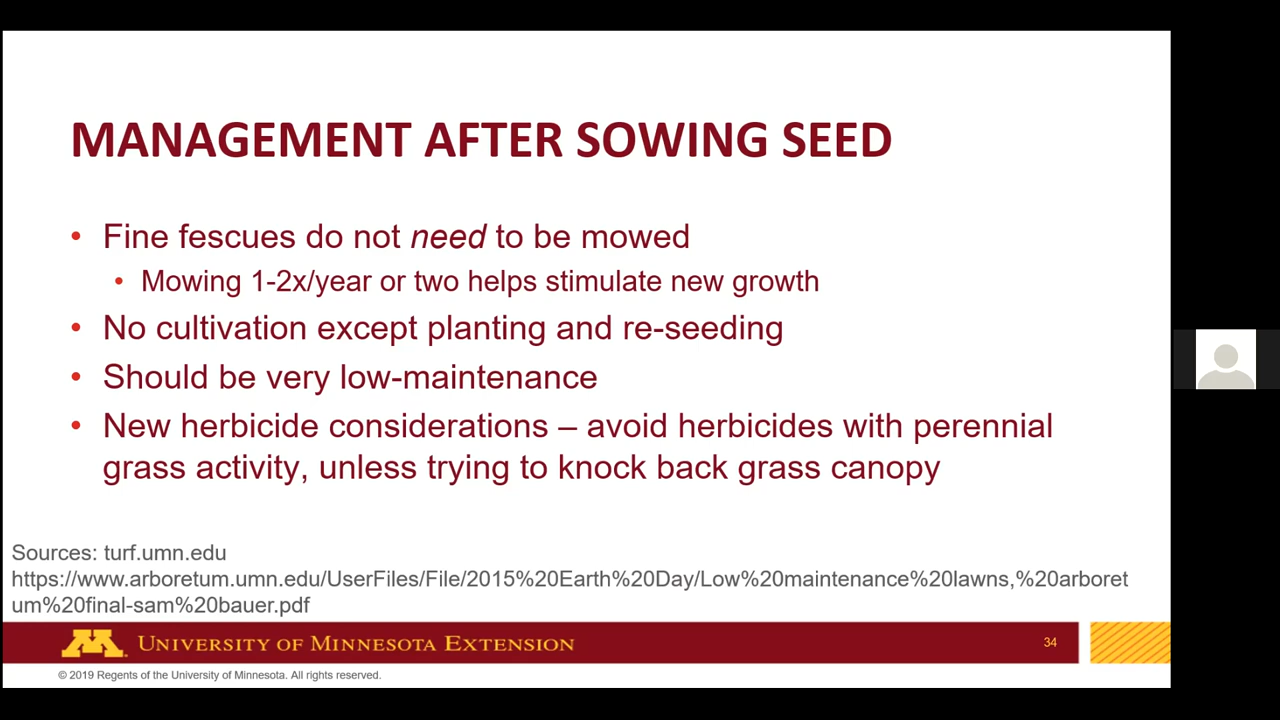 MANAGEMENT AFTER SOWING SEED
• Fine fescues do not need to be mowed
• Mowing 1-2x/year or two helps stimulate new growth
• No cultivation except planting and re-seeding
• Should be very low-maintenance
• New herbicide considerations – avoid herbicides with perennial
grass activity, unless trying to knock back grass canopy
Sources: turf.umn.edu
https://www.arboretum.umn.edu/UserFiles/File/2015%20Earth%20Day/Low%20maintenance%20lawns,%20arboret
um%20final-sam%20bauer.pdf
M UNIVERSITY OF MINNESOTA EXTENSION
34
© 2019 Regents of the University of Minnesota. All rights reserved.